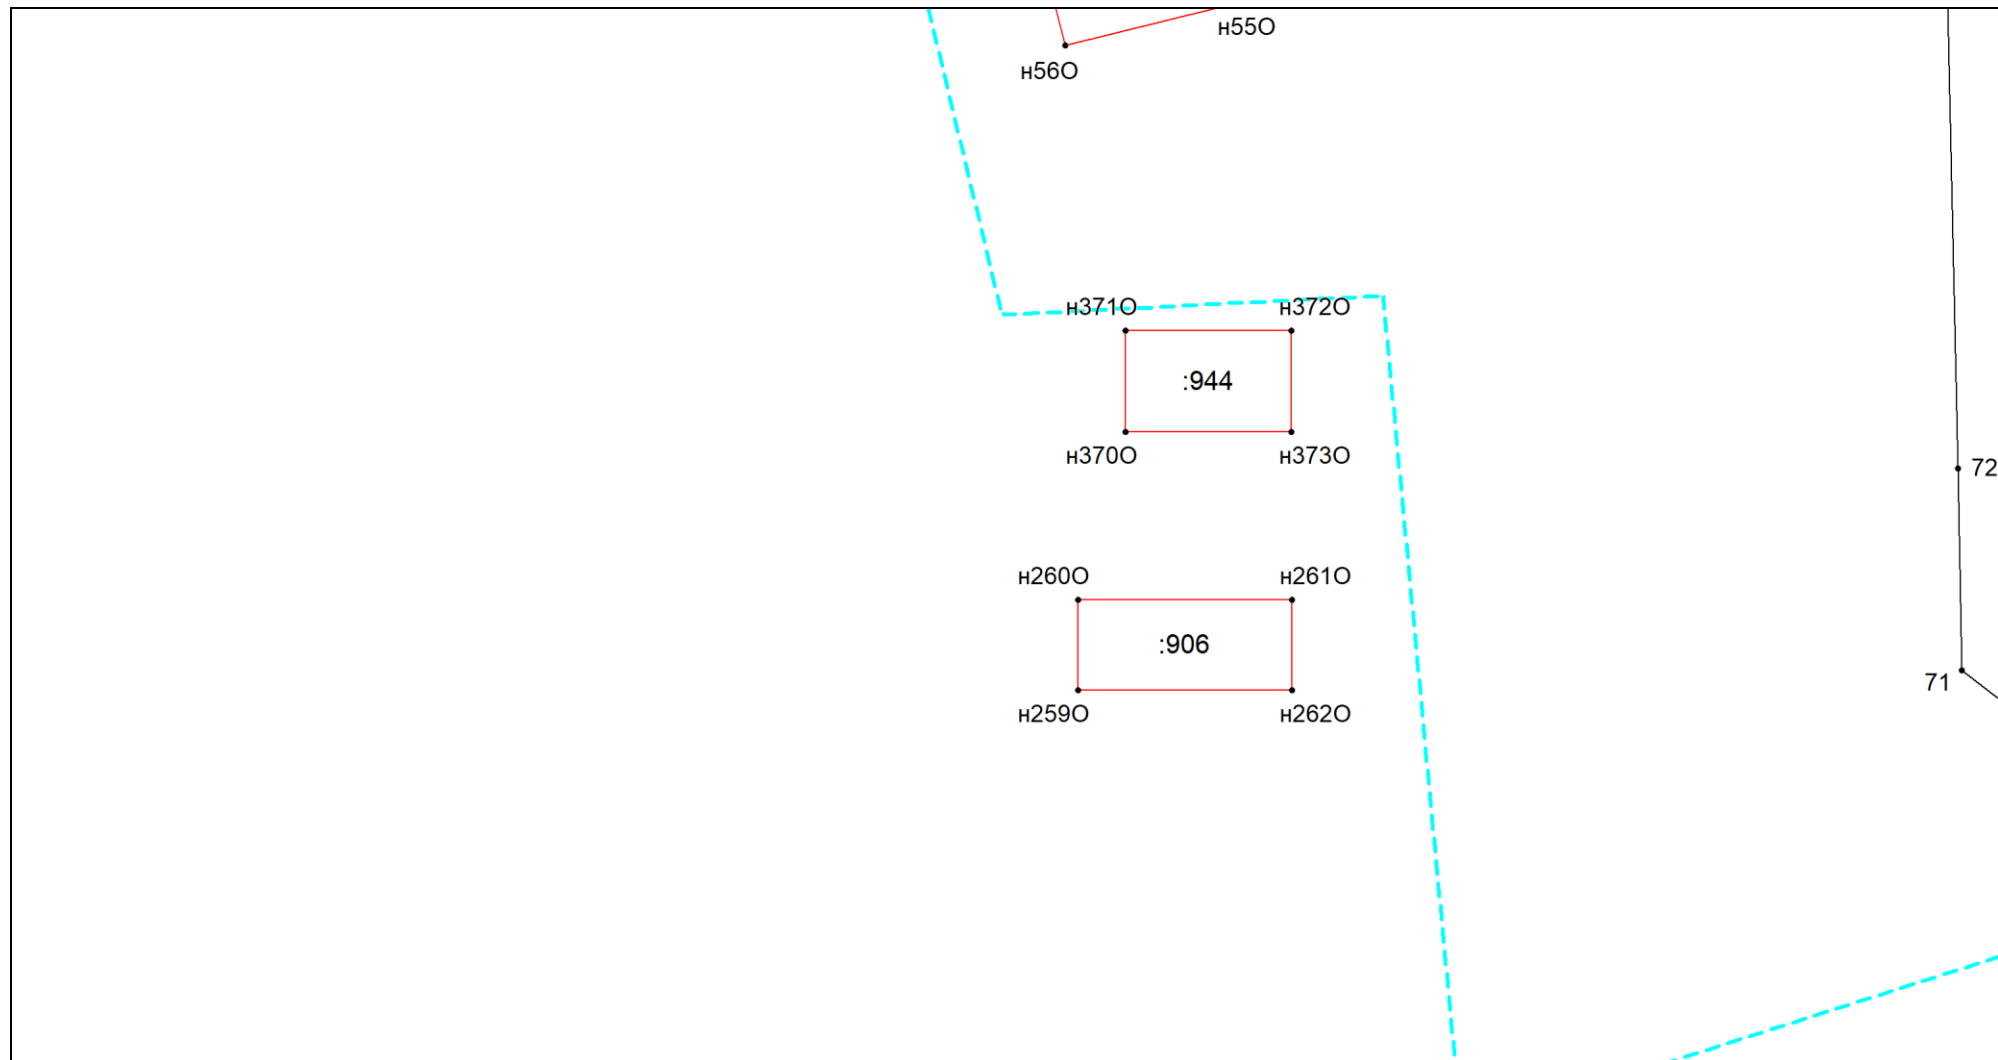 н55О
н56О
н371О
н372О
:944
н370О
н373О
72
н260О
н261О
:906
71
н259О
н262О